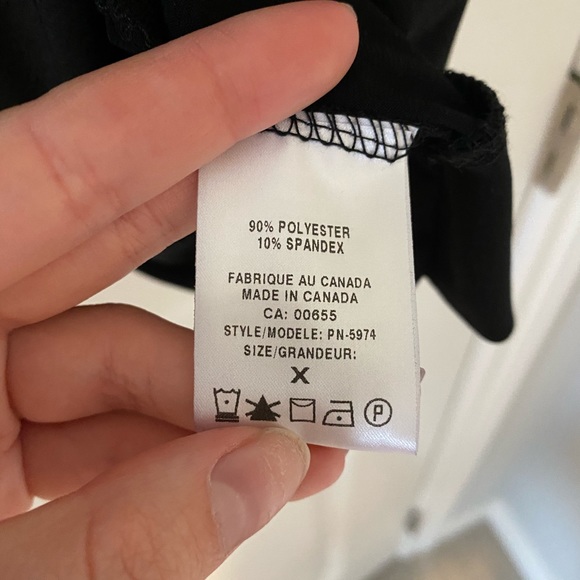 90% POLYESTER
10% SPANDEX
FABRIQUE AU CANADA
MADE IN CANADA
CA: 00655
STYLE/MODELE: PN-5974
SIZE/GRANDEUR:
X
P